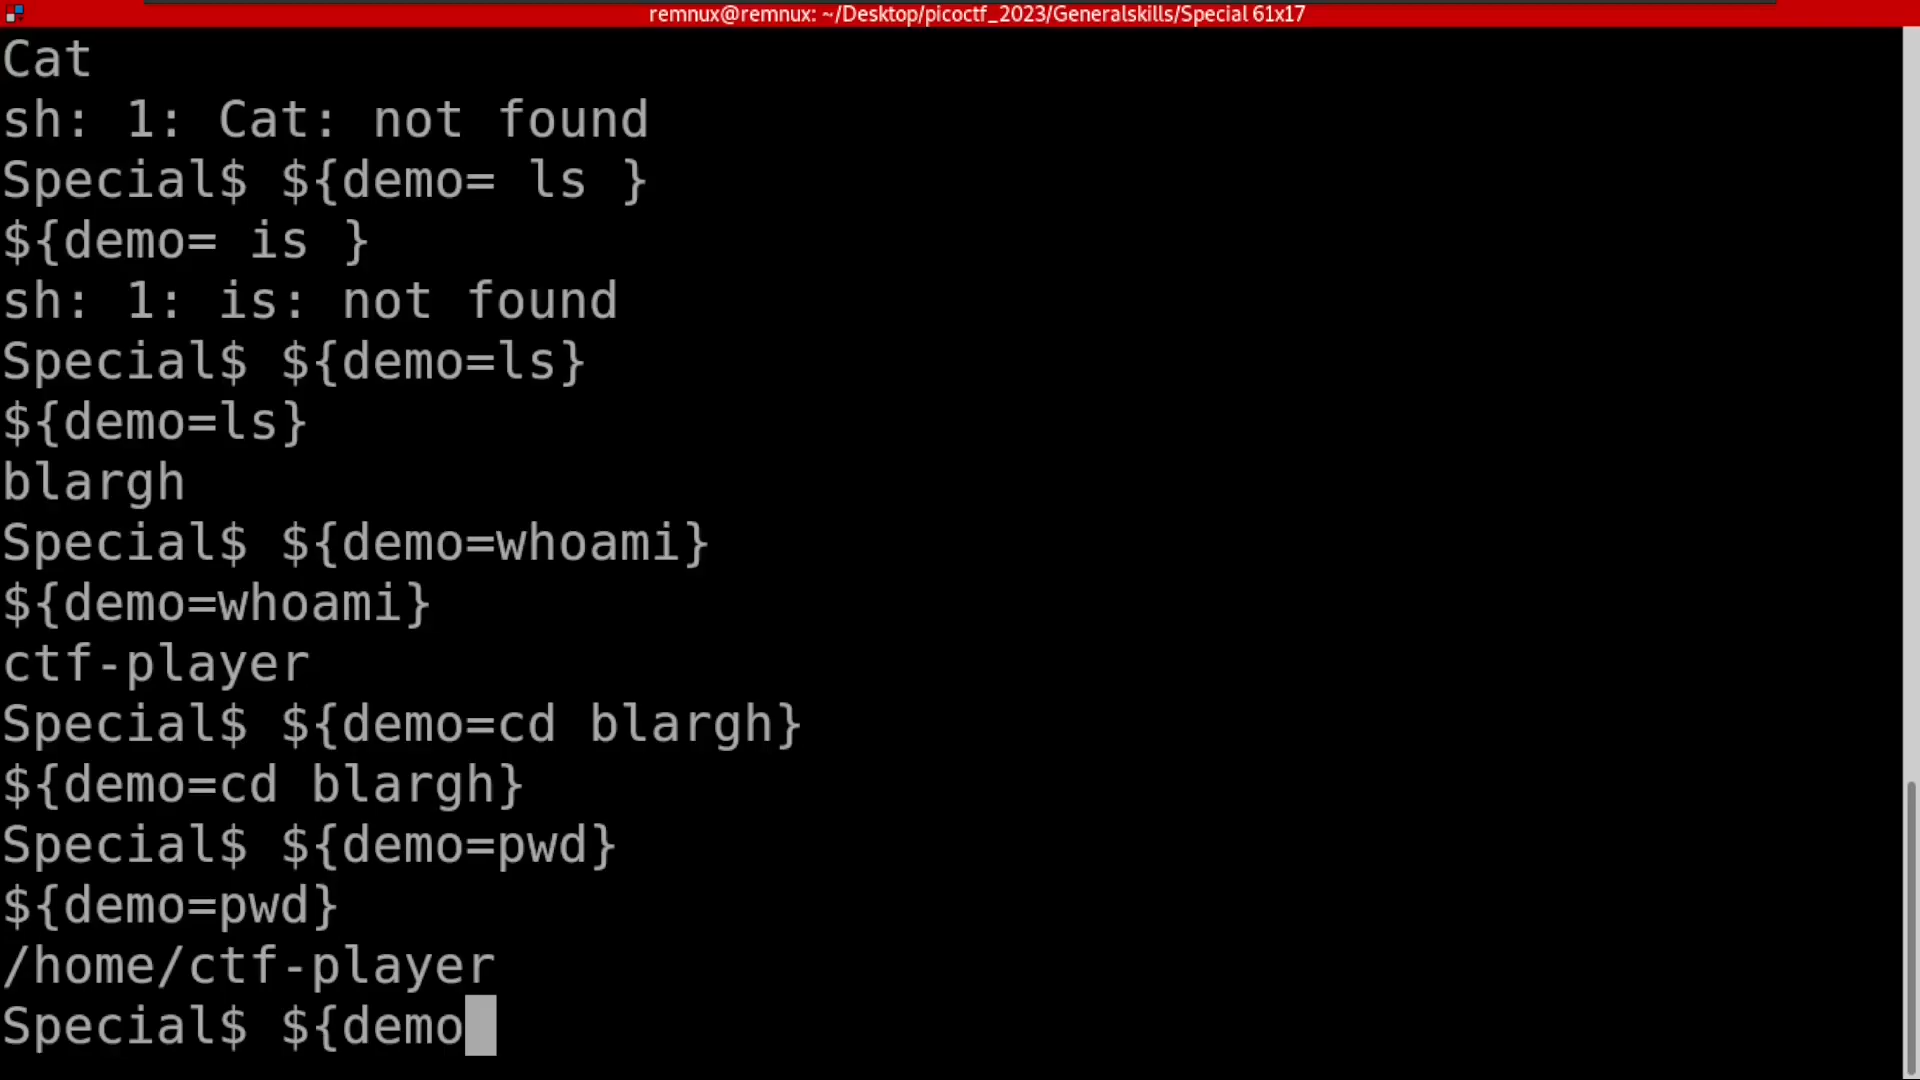 remnux@remnux: ~/Desktop/picoctf_2023/Generalskills/Special 61x17
Cat
sh: 1: Cat: not found
Special$ ${demo= ls }
${demo= is }
sh: 1: is: not found
Special$ ${demo=ls}
${demo=ls}
blargh
Special$ ${demo=whoami}
${demo=whoami}
ctf-player
Special$ ${demo=cd blargh}
${demo=cd blargh}
Special$ ${demo=pwd}
${demo=pwd}
/home/ctf-player
Special$ ${demo